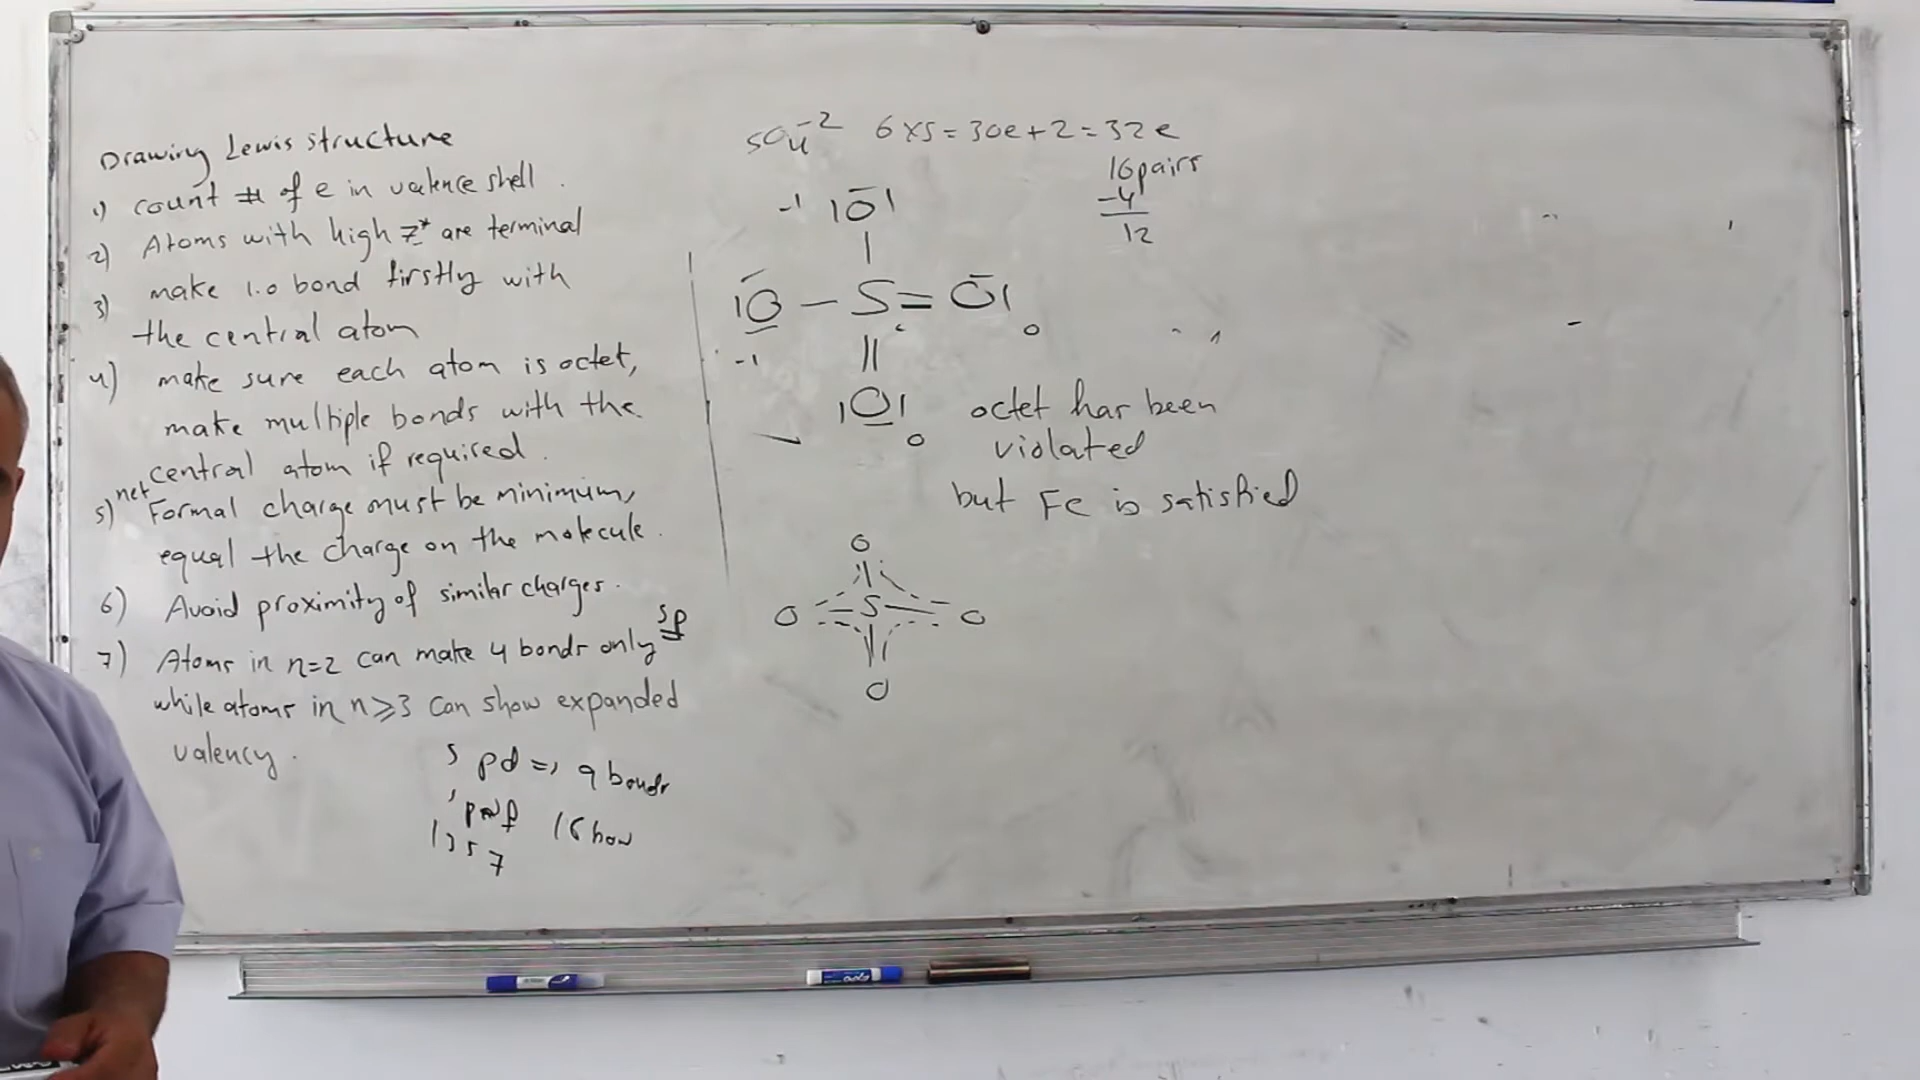 Drawing Lewis structure
1) count # of e in valence shell.
2) Atoms with high Z* are terminal
3) make 1.0 bond firstly with
the central atom
4) make sure each atom is octet,
make multiple bonds with the
central atom if required.
5) net Formal charge must be minimum,
equal the charge on the molecule.
6) Avoid proximity of similar charges.
7) Atoms in n=2 can make 4 bonds only sp
while atoms in n≥3 can show expanded
valency.
s pd => 9 bonds
spdf 16 bon
1 3 5 7
SO4-2 6x5=30e+2=32e
16 pairs
-4
12
-1 |O|
|O - S = O| 0
-1
|O| 0
octet has been
violated
but FC is satisfied
O
O S O
O